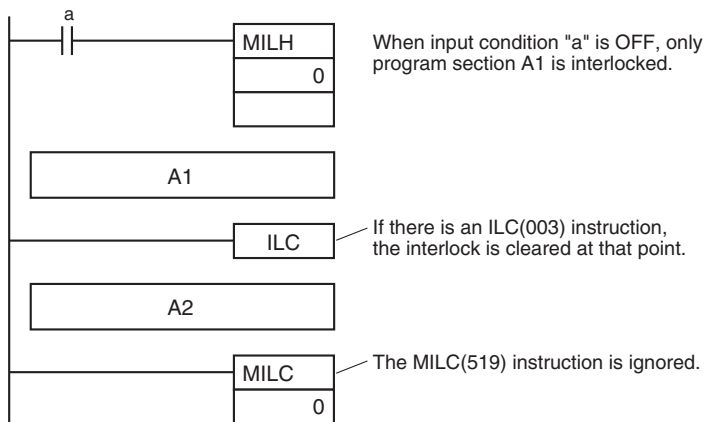 a
MILH
0
When input condition "a" is OFF, only
program section A1 is interlocked.
A1
ILC
If there is an ILC(003) instruction,
the interlock is cleared at that point.
A2
MILC
0
The MILC(519) instruction is ignored.